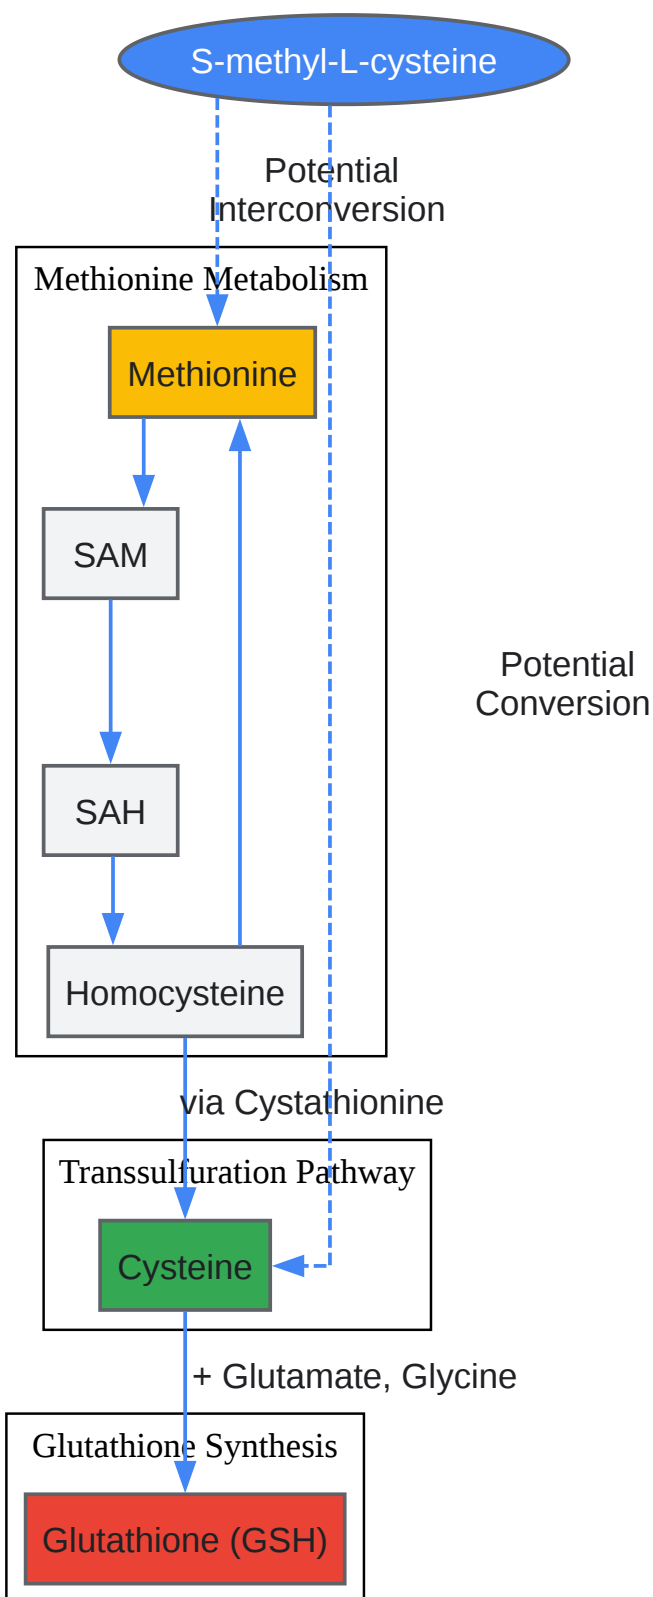 S-methyl-L-cysteine
Potential
Interconversion
Methionine Metabolism
Methionine
SAM
Potential
Conversion
SAH
Homocysteine
via Cystathionine
Transsulfuration Pathway
Cysteine
+ Glutamate, Glycine
Glutathione Synthesis
Glutathione (GSH)